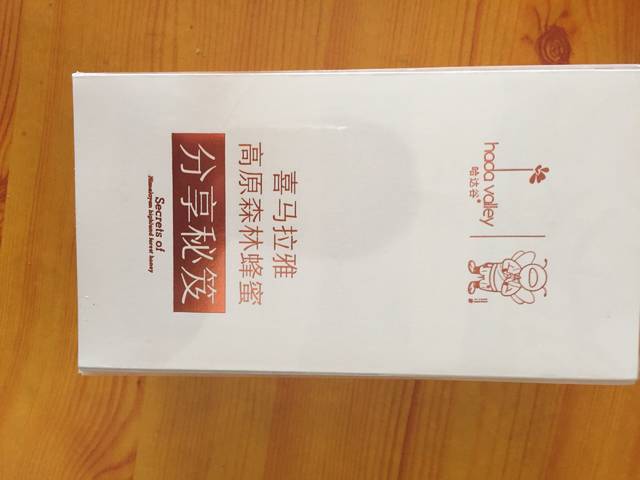 hada valley
哈达谷®
喜马拉雅
高原森林蜂蜜
分享秘笈
Secrets of
Himalayan highland forest honey